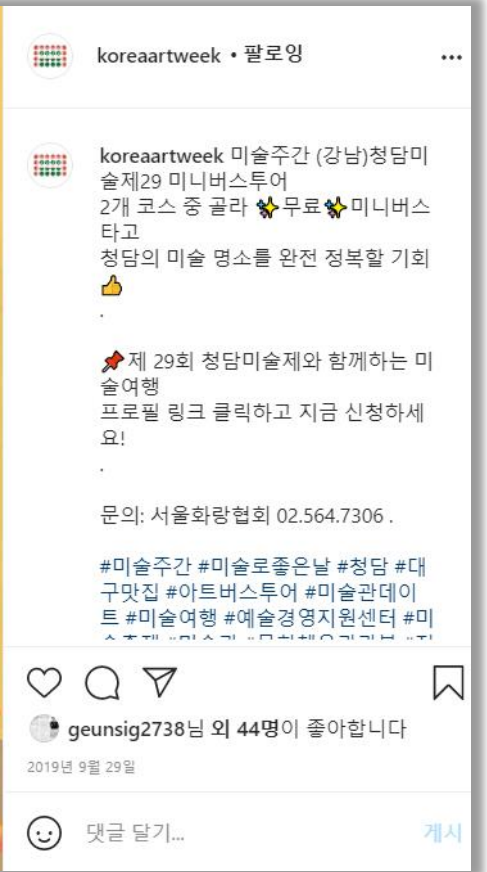 koreaartweek • 팔로잉
koreaartweek 미술주간 (강남)청담미
술제29 미니버스투어
2개 코스 중 골라 ✨무료✨미니버스
타고
청담의 미술 명소를 완전 정복할 기회
👍
.
📌제 29회 청담미술제와 함께하는 미
술여행
프로필 링크 클릭하고 지금 신청하세
요!
.
문의: 서울화랑협회 02.564.7306 .
#미술주간 #미술로좋은날 #청담 #대
구맛집 #아트버스투어 #미술관데이
트 #미술여행 #예술경영지원센터 #미
geunsig2738님 외 44명이 좋아합니다
2019년 9월 29일
댓글 달기...
게시